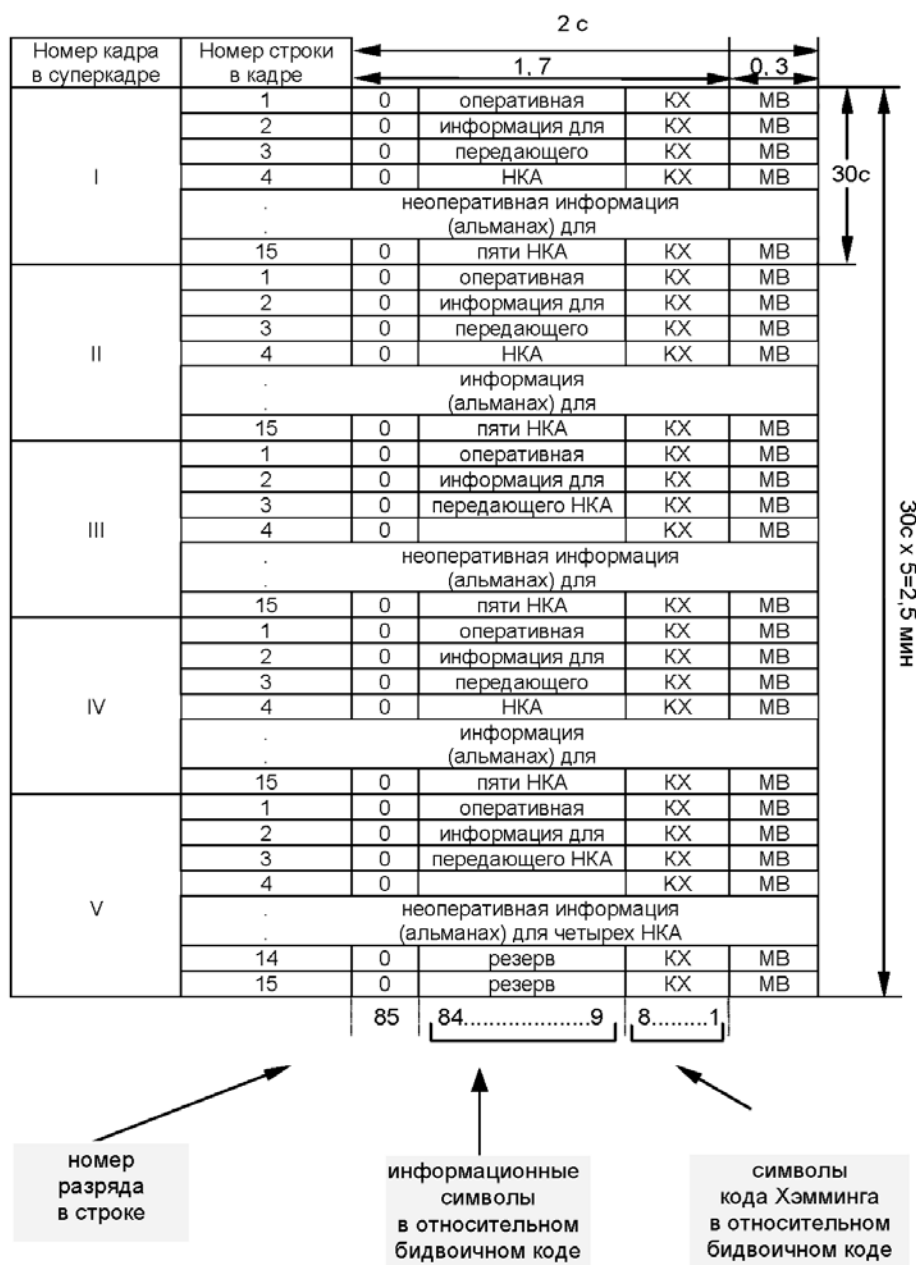 2 с
Номер кадра в суперкадре Номер строки в кадре 1, 7 0, 3
I
1 0 оперативная КХ МВ
2 0 информация для КХ МВ
3 0 передающего КХ МВ
4 0 НКА КХ МВ
. неоперативная информация
. (альманах) для
15 0 пяти НКА КХ МВ
30с
II
1 0 оперативная КХ МВ
2 0 информация для КХ МВ
3 0 передающего КХ МВ
4 0 НКА КХ МВ
. информация
. (альманах) для
15 0 пяти НКА КХ МВ
III
1 0 оперативная КХ МВ
2 0 информация для КХ МВ
3 0 передающего НКА КХ МВ
4 0 КХ МВ
. неоперативная информация
. (альманах) для
15 0 пяти НКА КХ МВ
30с х 5=2,5 мин
IV
1 0 оперативная КХ МВ
2 0 информация для КХ МВ
3 0 передающего КХ МВ
4 0 НКА КХ МВ
. информация
. (альманах) для
15 0 пяти НКА КХ МВ
V
1 0 оперативная КХ МВ
2 0 информация для КХ МВ
3 0 передающего НКА КХ МВ
4 0 КХ МВ
. неоперативная информация
. (альманах) для четырех НКА
14 0 резерв КХ МВ
15 0 резерв КХ МВ
85 84.....................9 8.........1
номер
разряда
в строке
информационные
символы
в относительном
бидвоичном коде
символы
кода Хэмминга
в относительном
бидвоичном коде